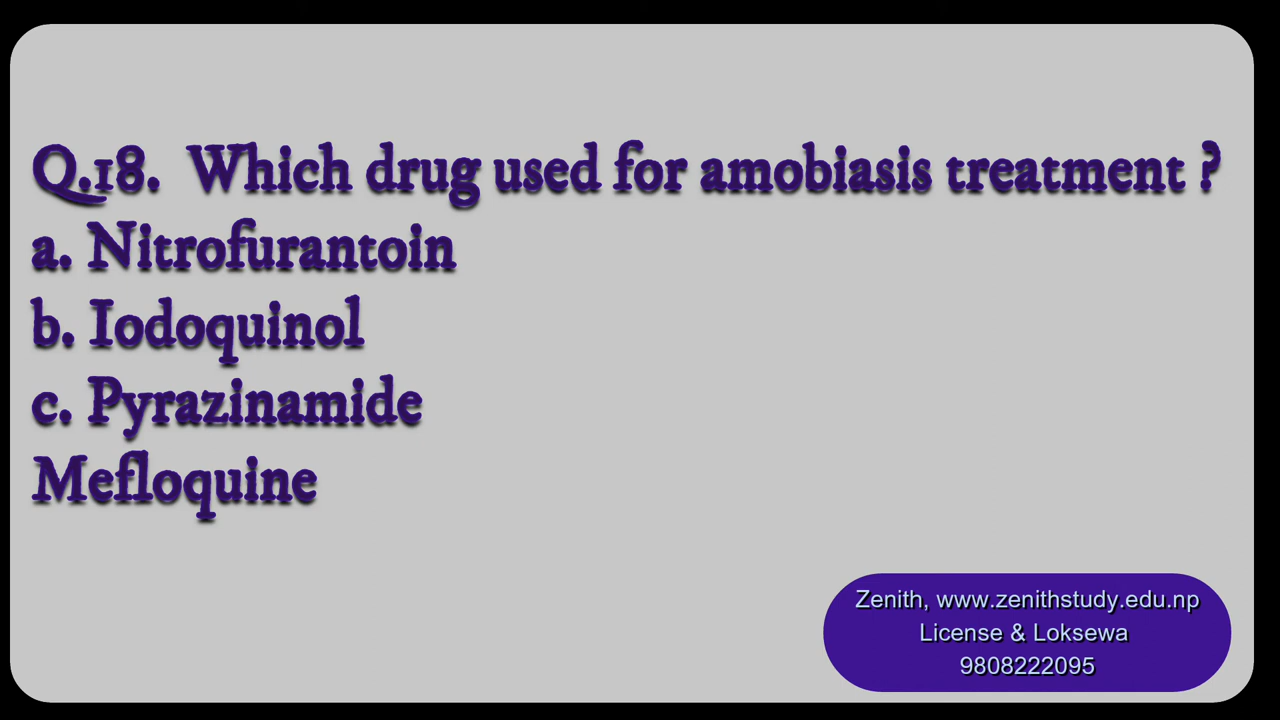 Q.18. Which drug used for amobiasis treatment ?
a. Nitrofurantoin
b. Iodoquinol
c. Pyrazinamide
Mefloquine
Zenith, www.zenithstudy.edu.np
License & Loksewa
9808222095